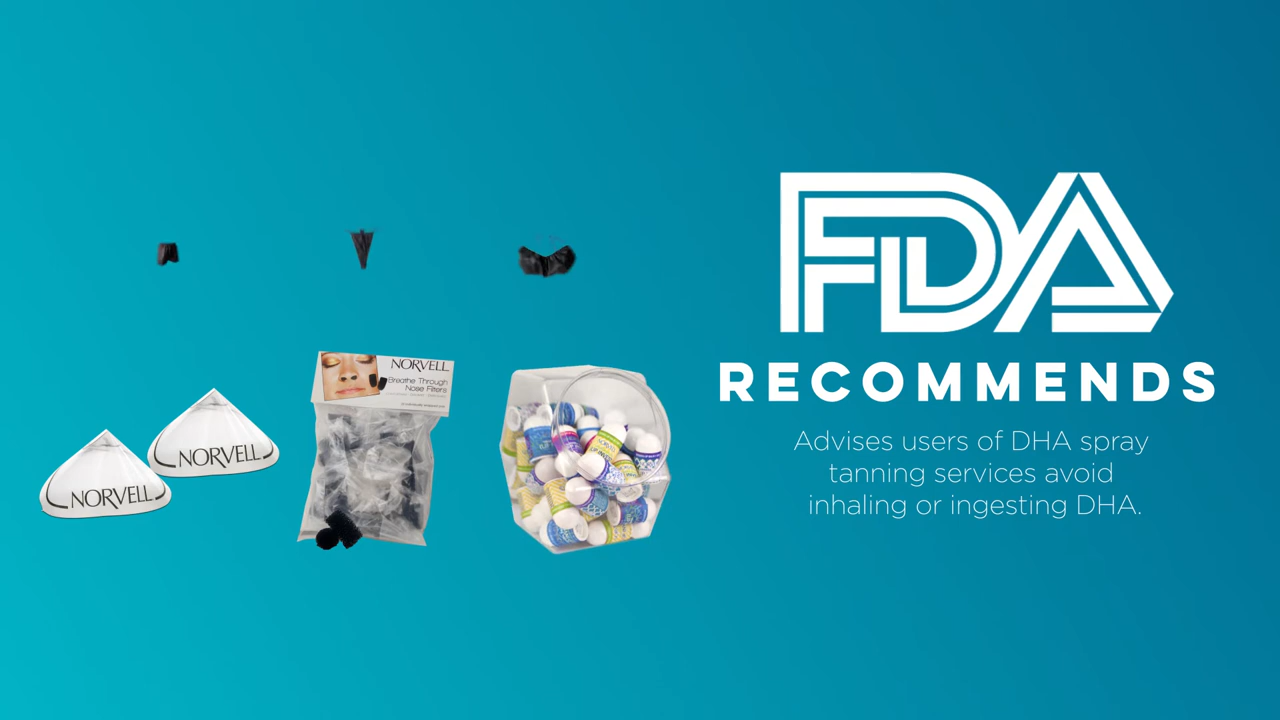 FDA
RECOMMENDS
Advises users of DHA spray
tanning services avoid
inhaling or ingesting DHA.
NORVELL
Breathe Through
Nose Filters
NORVELL
NORVELL